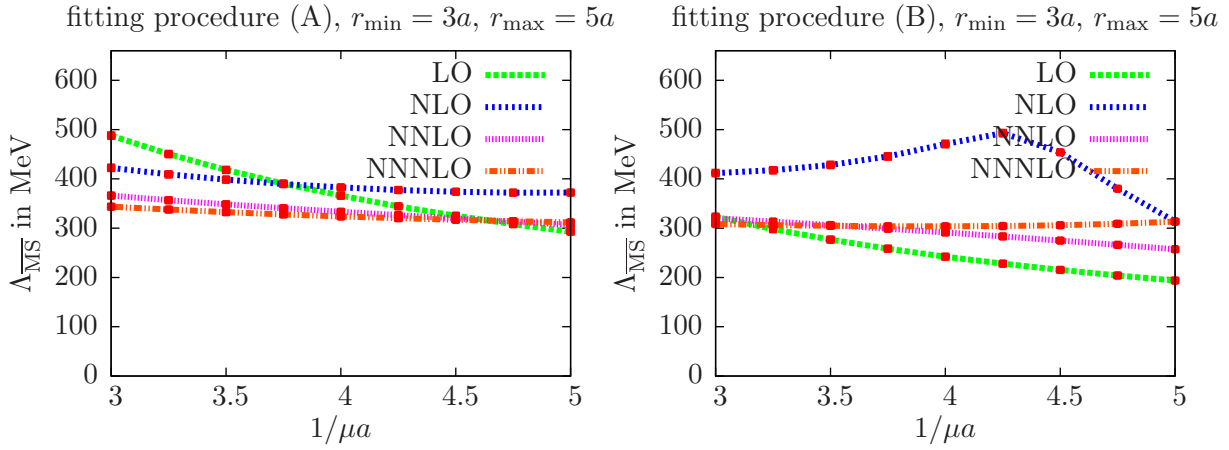 fitting procedure (A), r_min = 3a, r_max = 5a
Λ_MS̅ in MeV
600
500
400
300
200
100
0
LO
NLO
NNLO
NNNLO
3
3.5
4
4.5
5
1/μa
fitting procedure (B), r_min = 3a, r_max = 5a
Λ_MS̅ in MeV
600
500
400
300
200
100
0
LO
NLO
NNLO
NNNLO
3
3.5
4
4.5
5
1/μa